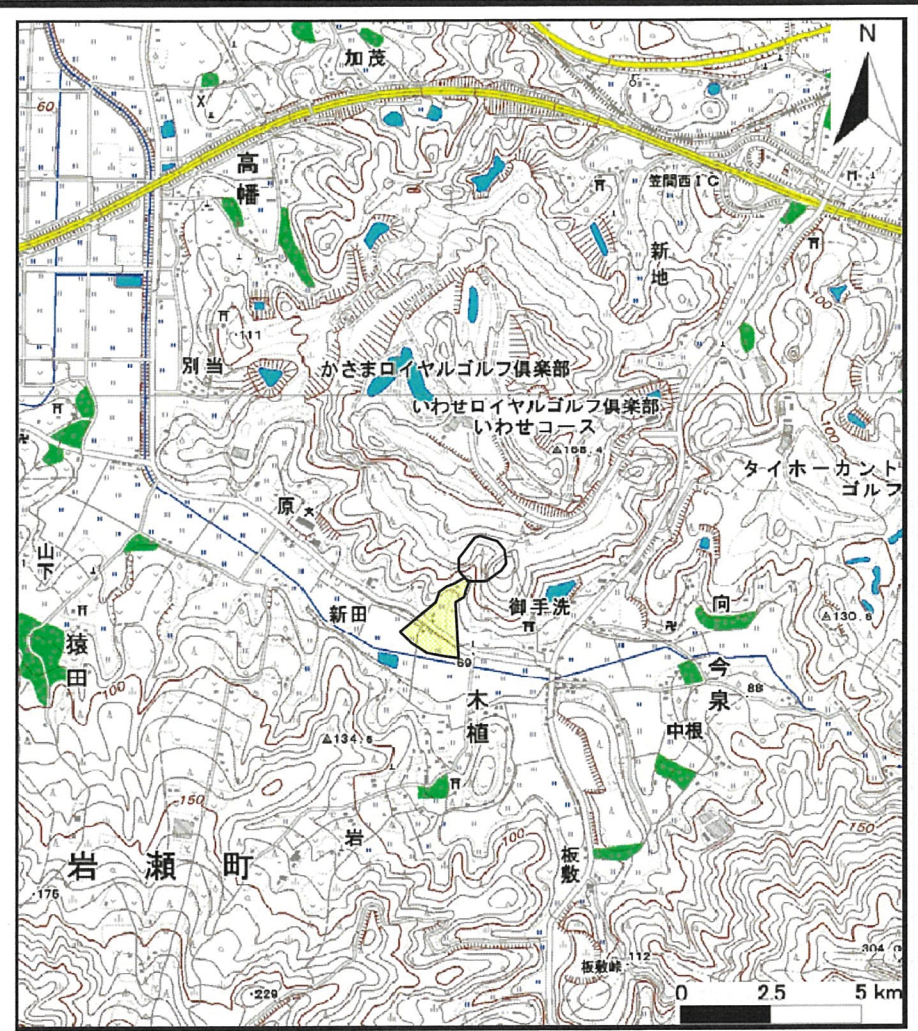 N
加茂
60
高幡
笠間西IC
新地
100
・111
別当
かさまロイヤルゴルフ倶楽部
いわせロイヤルゴルフ倶楽部
いわせコース
△168.4
100
タイホーカント
ゴルフ
原
山下
新田
御手洗
向
△130.6
猿田
69
100
今泉
・88
木植
中根
△134.6
150
150
岩
100
岩瀬町
板敷
・175
304.0
板敷峠
・112
・229
0 2.5 5 km